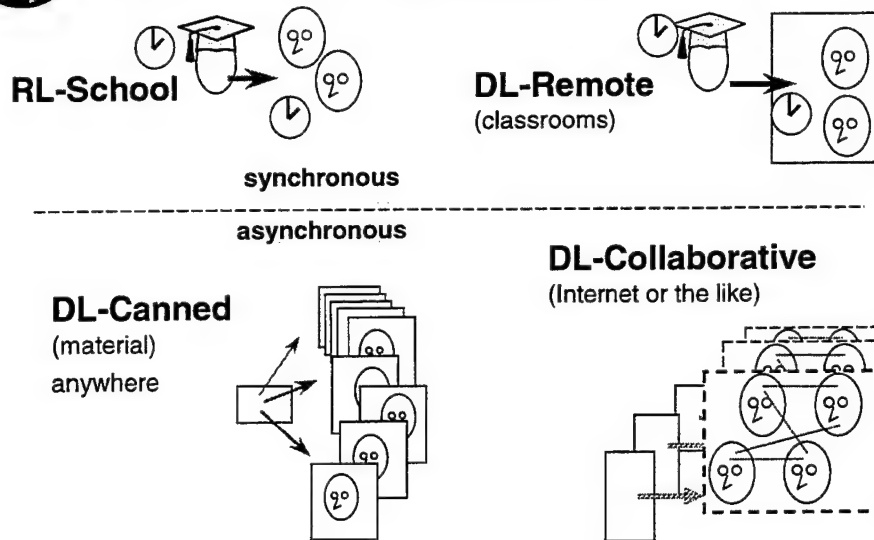 RL-School
DL-Remote
(classrooms)
synchronous
asynchronous
DL-Collaborative
(Internet or the like)
DL-Canned
(material)
anywhere